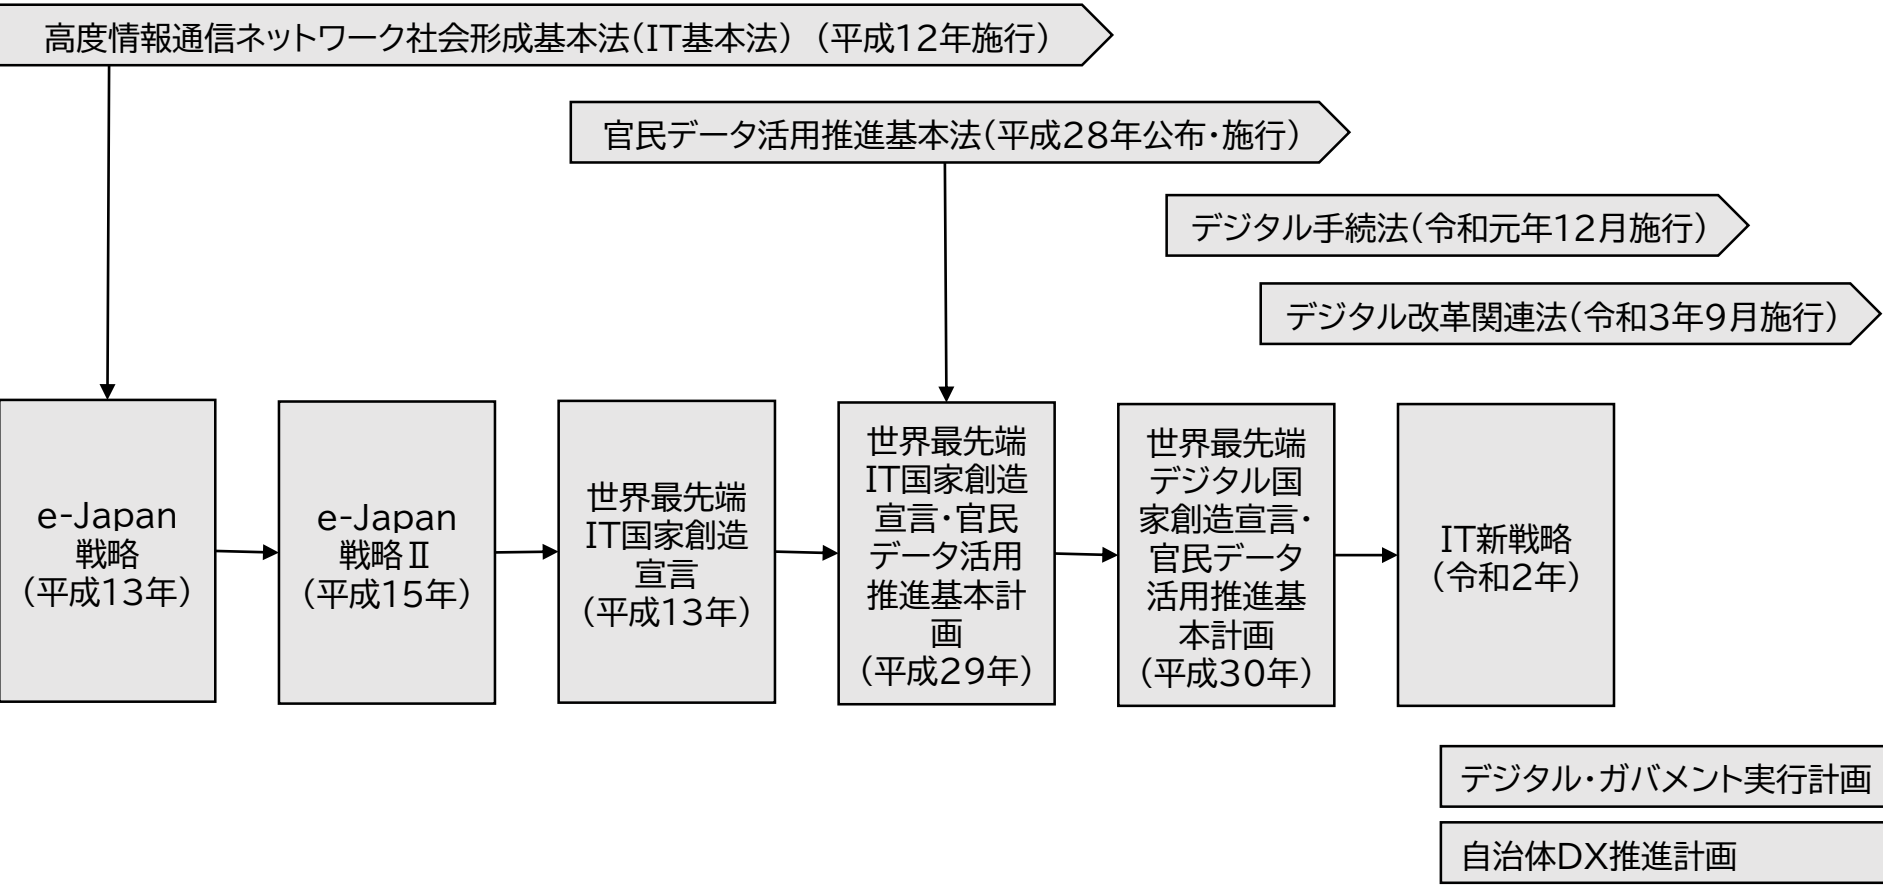 高度情報通信ネットワーク社会形成基本法(IT基本法) (平成12年施行)
官民データ活用推進基本法(平成28年公布・施行)
デジタル手続法(令和元年12月施行)
デジタル改革関連法(令和3年9月施行)
e-Japan
戦略
(平成13年)
e-Japan
戦略Ⅱ
(平成15年)
世界最先端
IT国家創造
宣言
(平成13年)
世界最先端
IT国家創造
宣言・官民
データ活用
推進基本計
画
(平成29年)
世界最先端
デジタル国
家創造宣言・
官民データ
活用推進基
本計画
(平成30年)
IT新戦略
(令和2年)
デジタル・ガバメント実行計画
自治体DX推進計画